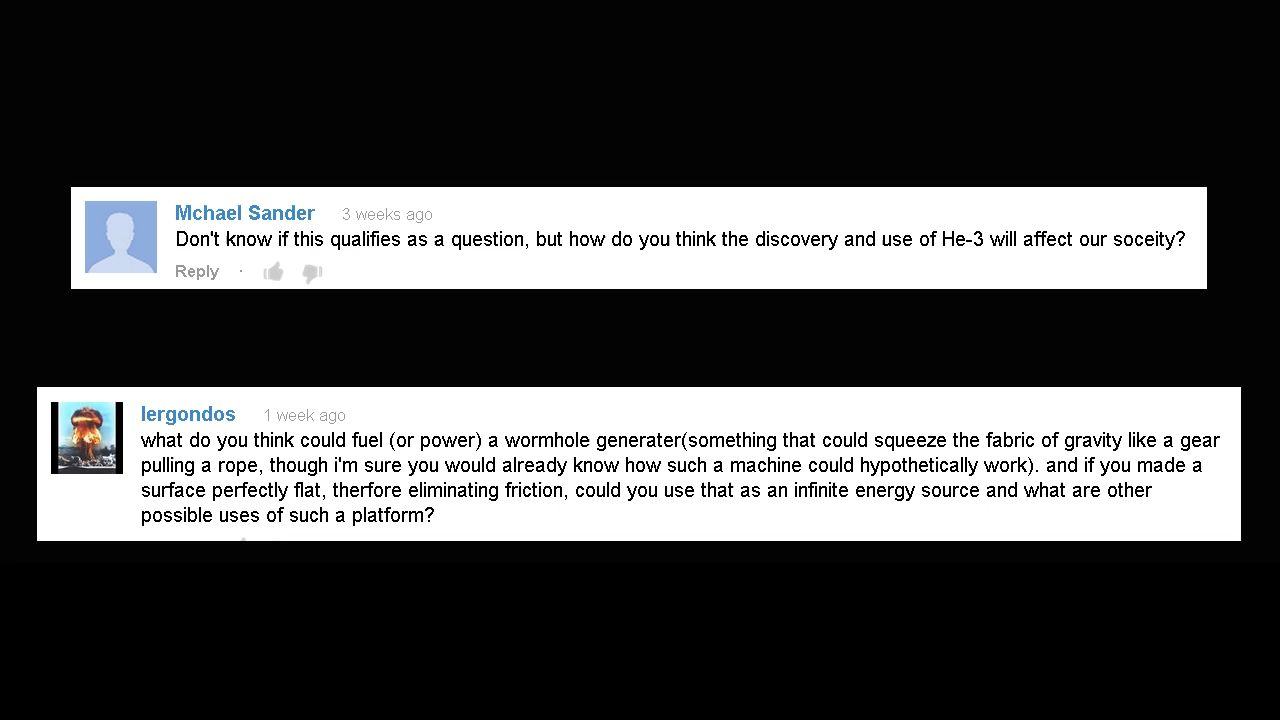 Mchael Sander 3 weeks ago
Don't know if this qualifies as a question, but how do you think the discovery and use of He-3 will affect our soceity?
Reply ·
lergondos 1 week ago
what do you think could fuel (or power) a wormhole generater(something that could squeeze the fabric of gravity like a gear
pulling a rope, though i'm sure you would already know how such a machine could hypothetically work). and if you made a
surface perfectly flat, therfore eliminating friction, could you use that as an infinite energy source and what are other
possible uses of such a platform?